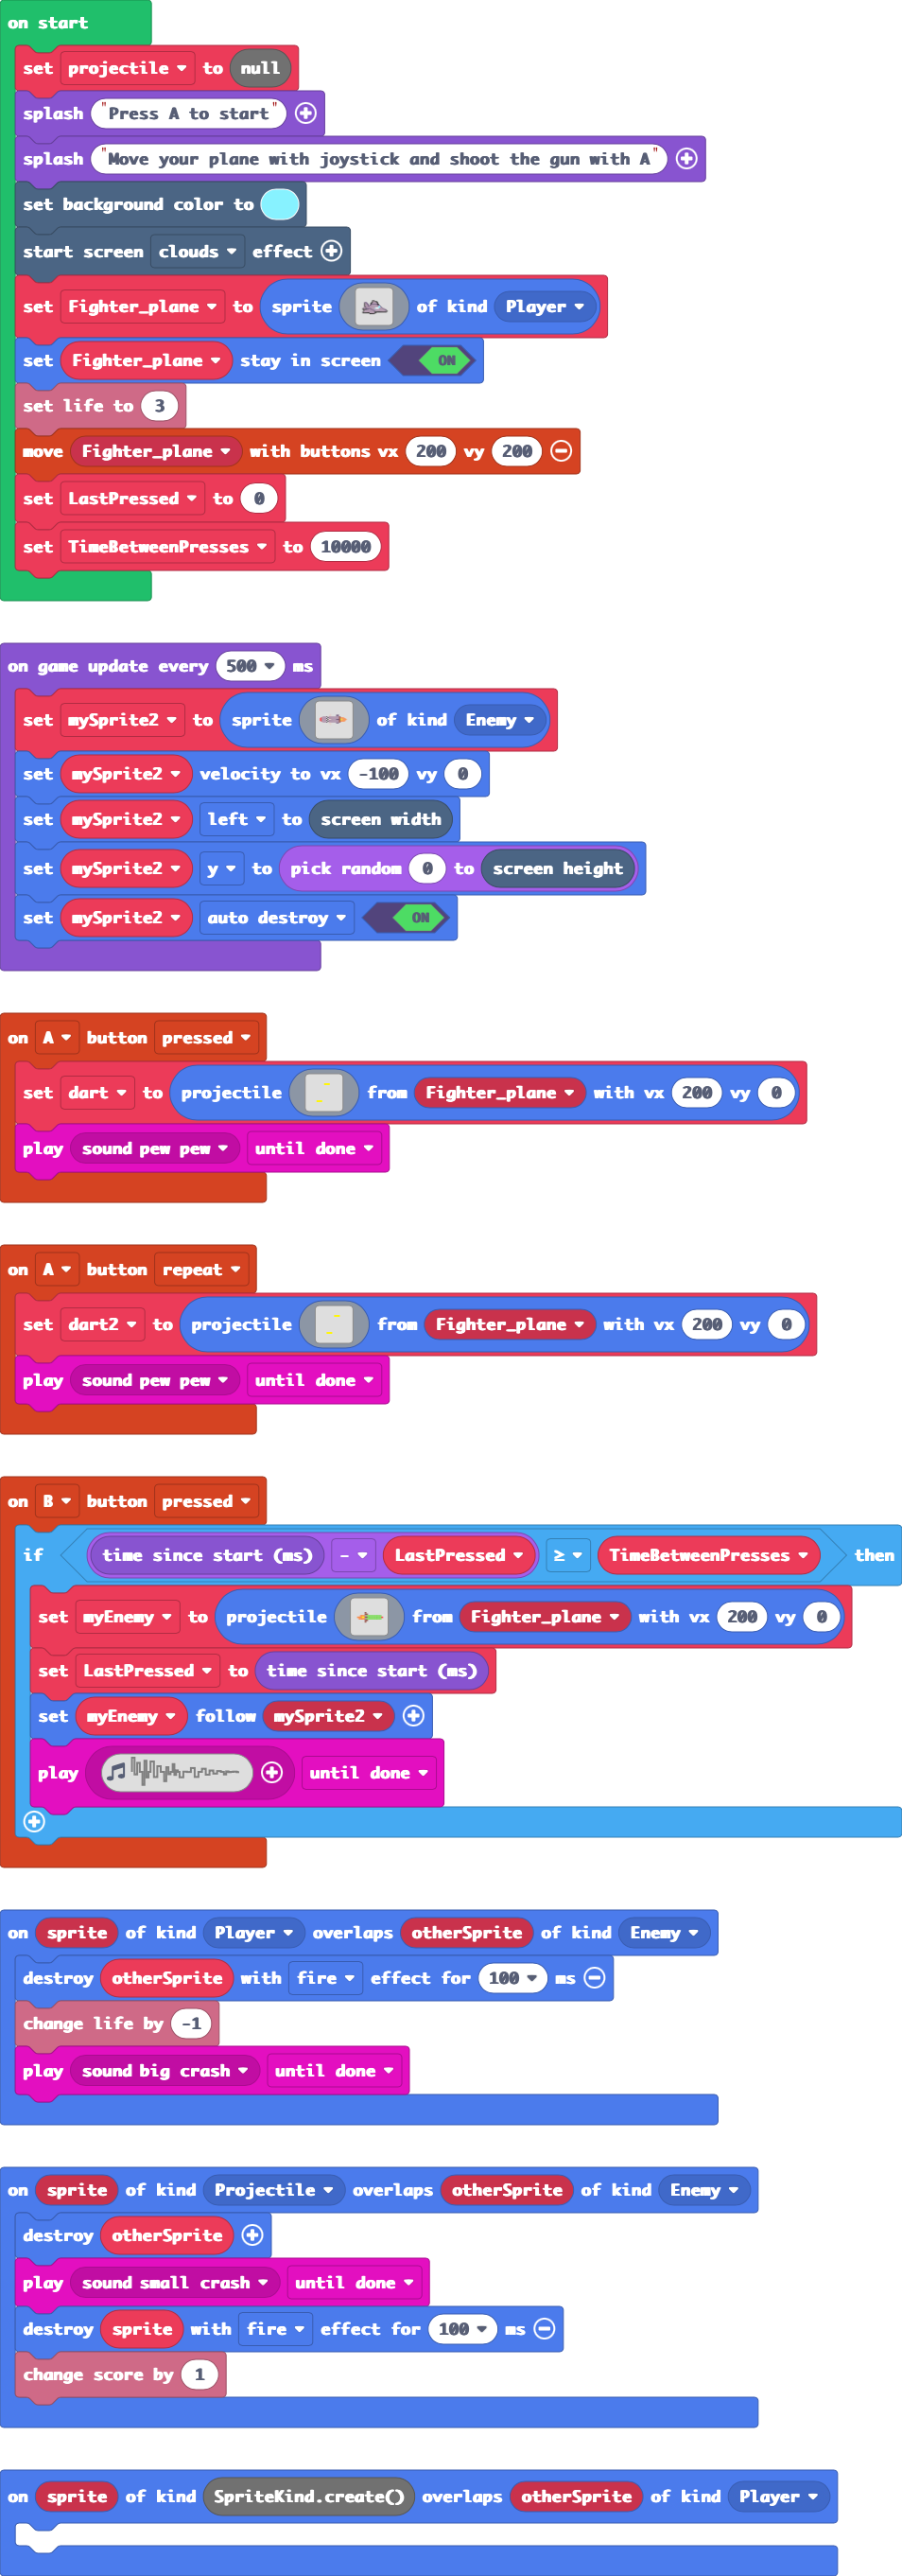 on start
set projectile to null
splash "Press A to start"
splash "Move your plane with joystick and shoot the gun with A"
set background color to
start screen clouds effect
set Fighter_plane to sprite of kind Player
set Fighter_plane stay in screen ON
set life to 3
move Fighter_plane with buttons vx 200 vy 200
set LastPressed to 0
set TimeBetweenPresses to 10000
on game update every 500 ms
set mySprite2 to sprite of kind Enemy
set mySprite2 velocity to vx -100 vy 0
set mySprite2 left to screen width
set mySprite2 y to pick random 0 to screen height
set mySprite2 auto destroy ON
on A button pressed
set dart to projectile from Fighter_plane with vx 200 vy 0
play sound pew pew until done
on A button repeat
set dart2 to projectile from Fighter_plane with vx 200 vy 0
play sound pew pew until done
on B button pressed
if time since start (ms) - LastPressed ≥ TimeBetweenPresses then
set myEnemy to projectile from Fighter_plane with vx 200 vy 0
set LastPressed to time since start (ms)
set myEnemy follow mySprite2
play until done
on sprite of kind Player overlaps otherSprite of kind Enemy
destroy otherSprite with fire effect for 100 ms
change life by -1
play sound big crash until done
on sprite of kind Projectile overlaps otherSprite of kind Enemy
destroy otherSprite
play sound small crash until done
destroy sprite with fire effect for 100 ms
change score by 1
on sprite of kind SpriteKind.create() overlaps otherSprite of kind Player